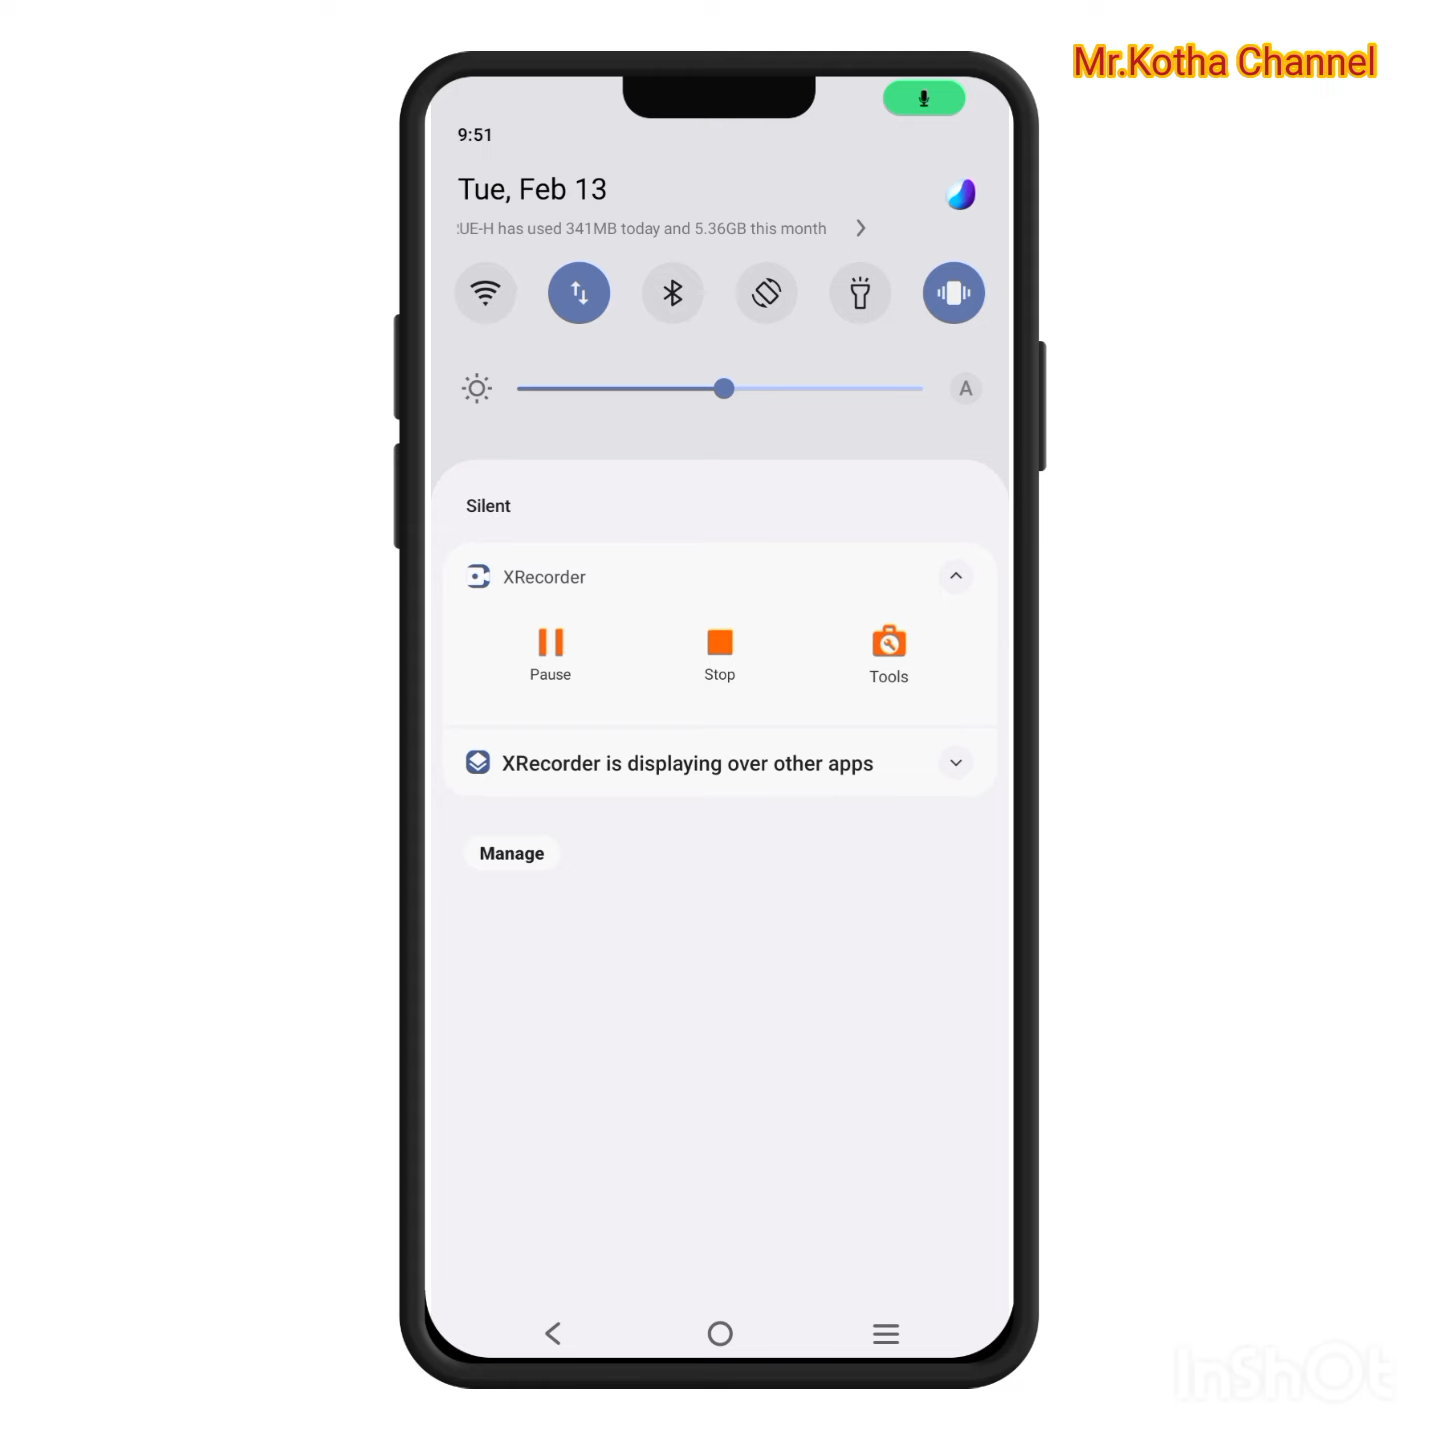 Mr.Kotha Channel
9:51
Tue, Feb 13
UE-H has used 341MB today and 5.36GB this month
A
Silent
XRecorder
Pause
Stop
Tools
XRecorder is displaying over other apps
Manage
InShOt